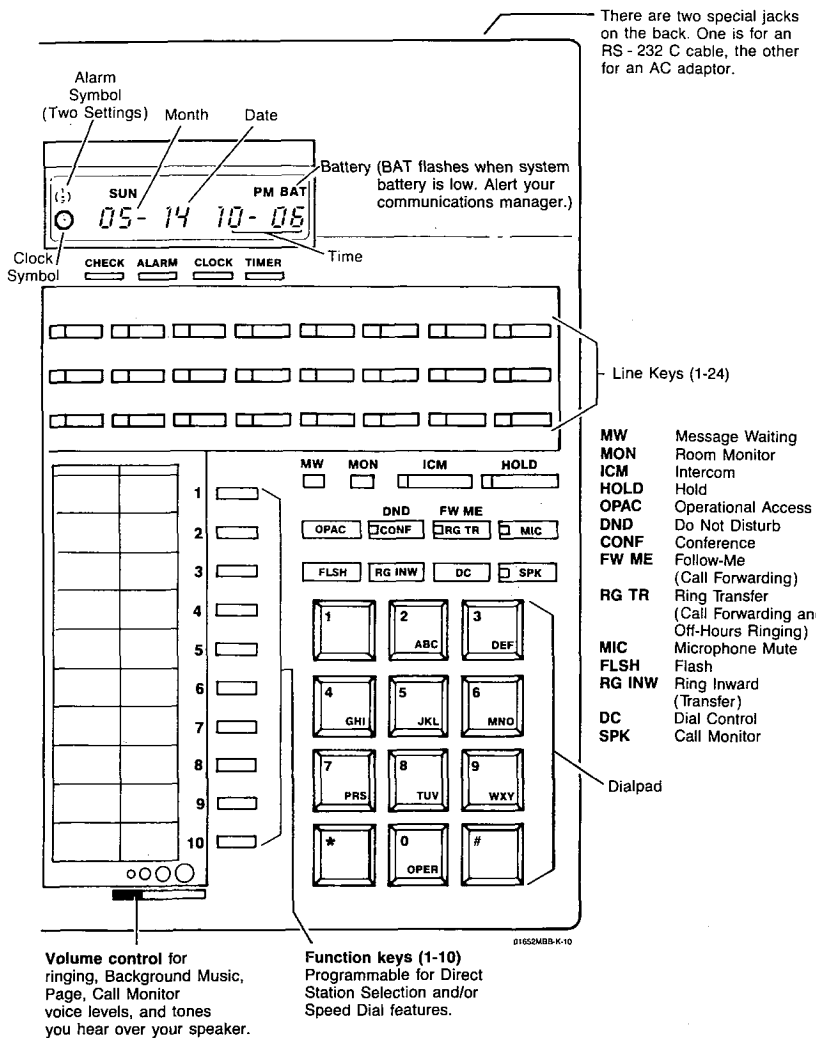 There are two special jacks
on the back. One is for an
RS - 232 C cable, the other
for an AC adaptor.
Alarm
Symbol
(Two Settings)
Month
Date
Battery (BAT flashes when system
battery is low. Alert your
communications manager.)
SUN
PM BAT
05- 14 10- 06
Time
Clock
Symbol
CHECK ALARM CLOCK TIMER
Line Keys (1-24)
MW Message Waiting
MON Room Monitor
ICM Intercom
HOLD Hold
OPAC Operational Access
DND Do Not Disturb
CONF Conference
FW ME Follow-Me
(Call Forwarding)
RG TR Ring Transfer
(Call Forwarding and
Off-Hours Ringing)
MIC Microphone Mute
FLSH Flash
RG INW Ring Inward
(Transfer)
DC Dial Control
SPK Call Monitor
MW MON ICM HOLD
DND FW ME
OPAC CONF RG TR MIC
FLSH RG INW DC SPK
1
2
3
4
5
6
7
8
9
10
1 2 ABC 3 DEF
4 GHI 5 JKL 6 MNO
7 PRS 8 TUV 9 WXY
* 0 OPER #
Dialpad
01652MBB-K-10
Volume control for
ringing, Background Music,
Page, Call Monitor
voice levels, and tones
you hear over your speaker.
Function keys (1-10)
Programmable for Direct
Station Selection and/or
Speed Dial features.